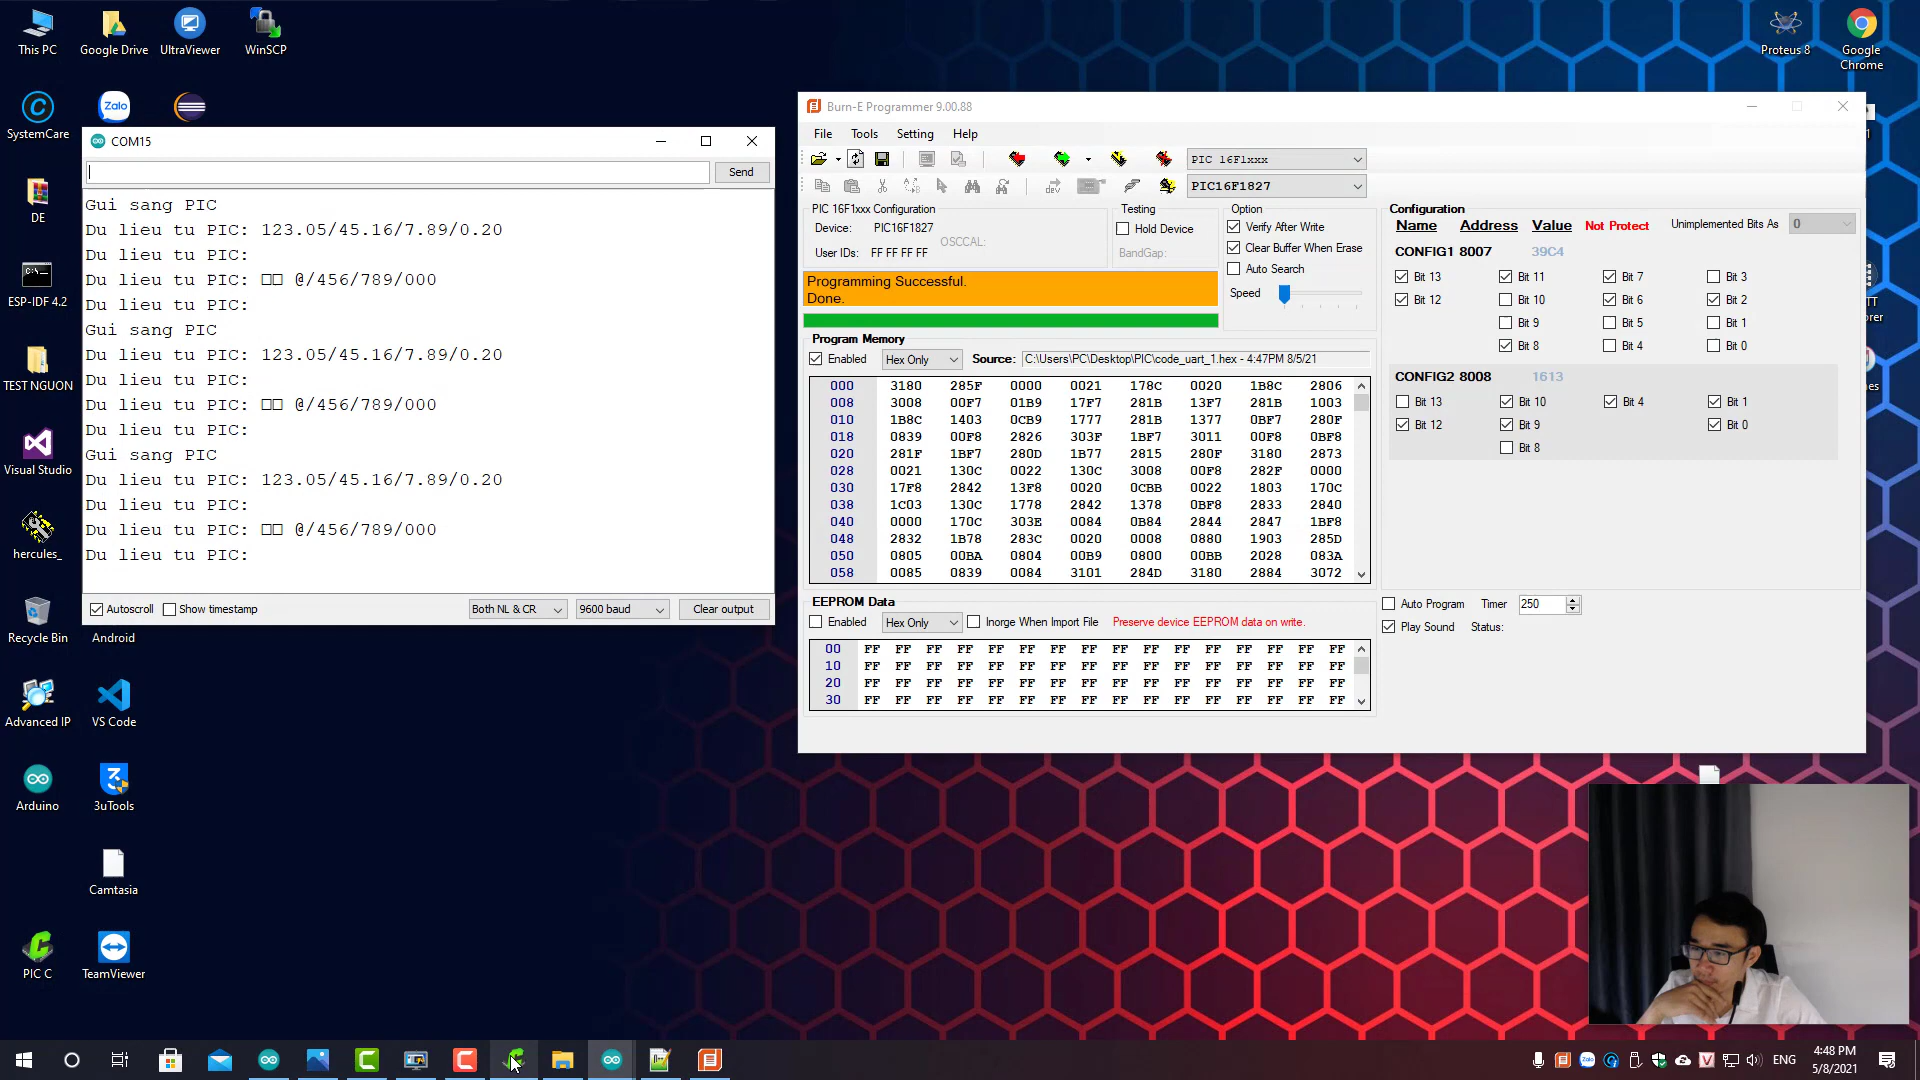 This PC
Google Drive
UltraViewer
WinSCP
Proteus 8
Google Chrome
SystemCare
Zalo
DE
ESP-IDF 4.2
TEST NGUON
Visual Studio
hercules_
Recycle Bin
Android
Advanced IP
VS Code
Arduino
3uTools
Camtasia
PIC C
TeamViewer
COM15
Send
Gui sang PIC
Du lieu tu PIC: 123.05/45.16/7.89/0.20
Du lieu tu PIC:
Du lieu tu PIC: □□ @/456/789/000
Du lieu tu PIC:
Gui sang PIC
Du lieu tu PIC: 123.05/45.16/7.89/0.20
Du lieu tu PIC:
Du lieu tu PIC: □□ @/456/789/000
Du lieu tu PIC:
Gui sang PIC
Du lieu tu PIC: 123.05/45.16/7.89/0.20
Du lieu tu PIC:
Du lieu tu PIC: □□ @/456/789/000
Du lieu tu PIC:
Autoscroll Show timestamp Both NL & CR 9600 baud Clear output
Burn-E Programmer 9.00.88
File Tools Setting Help
PIC 16F1xxx
PIC16F1827
PIC 16F1xxx Configuration
Device: PIC16F1827
User IDs: FF FF FF FF
OSCCAL:
Testing
Hold Device
BandGap:
Option
Verify After Write
Clear Buffer When Erase
Auto Search
Speed
Programming Successful.
Done.
Program Memory
Enabled Hex Only Source: C:\Users\PC\Desktop\PIC\code_uart_1.hex - 4:47PM 8/5/21
000 3180 285F 0000 0021 178C 0020 1B8C 2806
008 3008 00F7 01B9 17F7 281B 13F7 281B 1003
010 1B8C 1403 0CB9 1777 281B 1377 0BF7 280F
018 0839 00F8 2826 303F 1BF7 3011 00F8 0BF8
020 281F 1BF7 280D 1B77 2815 280F 3180 2873
028 0021 130C 0022 130C 3008 00F8 282F 0000
030 17F8 2842 13F8 0020 0CBB 0022 1803 170C
038 1C03 130C 1778 2842 1378 0BF8 2833 2840
040 0000 170C 303E 0084 0B84 2844 2847 1BF8
048 2832 1B78 283C 0020 0008 0880 1903 285D
050 0805 00BA 0804 00B9 0800 00BB 2028 083A
058 0085 0839 0084 3101 284D 3180 2884 3072
EEPROM Data
Enabled Hex Only Inorge When Import File Preserve device EEPROM data on write.
00 FF FF FF FF FF FF FF FF FF FF FF FF FF FF FF FF
10 FF FF FF FF FF FF FF FF FF FF FF FF FF FF FF FF
20 FF FF FF FF FF FF FF FF FF FF FF FF FF FF FF FF
30 FF FF FF FF FF FF FF FF FF FF FF FF FF FF FF FF
Configuration
Name Address Value Not Protect Unimplemented Bits As 0
CONFIG1 8007 39C4
Bit 13 Bit 11 Bit 7 Bit 3
Bit 12 Bit 10 Bit 6 Bit 2
Bit 9 Bit 5 Bit 1
Bit 8 Bit 4 Bit 0
CONFIG2 8008 1613
Bit 13 Bit 10 Bit 4 Bit 1
Bit 12 Bit 9 Bit 0
Bit 8
Auto Program Timer 250
Play Sound Status:
ENG
4:48 PM
5/8/2021